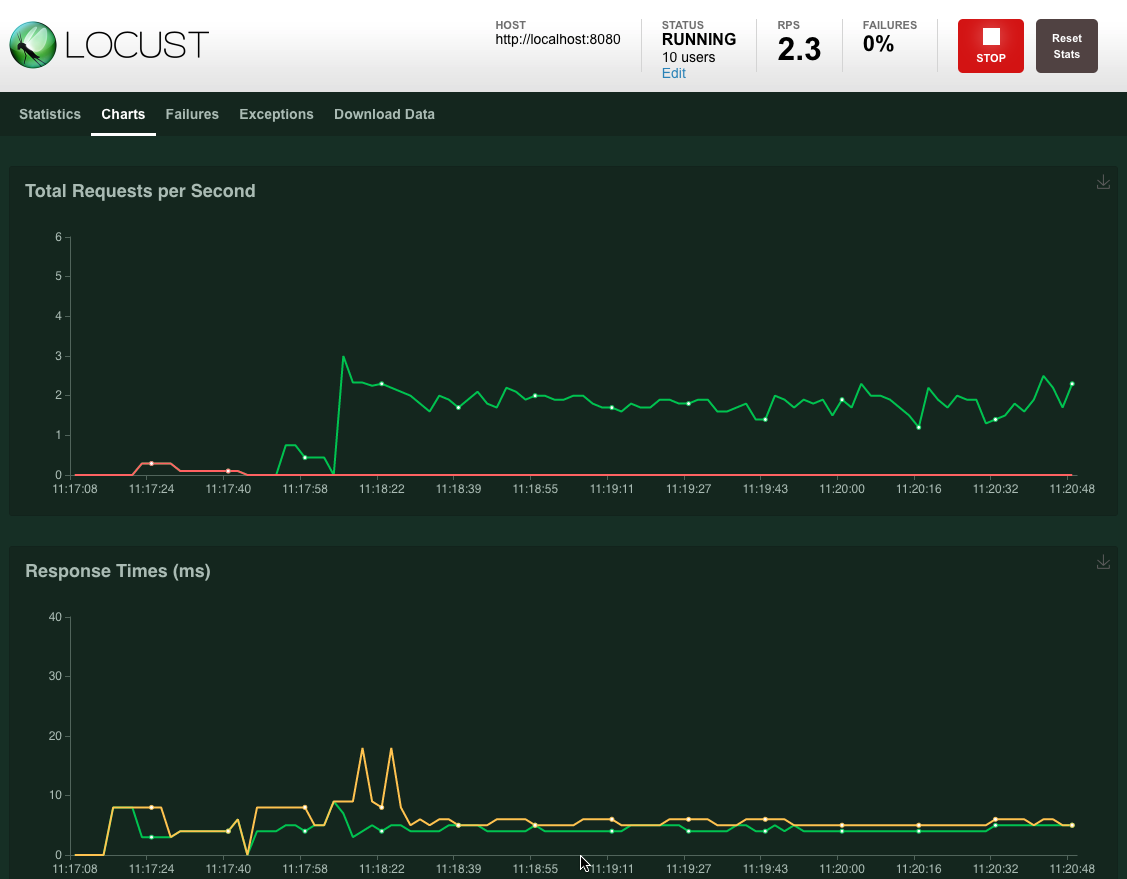 LOCUST
HOST
http://localhost:8080
STATUS
RUNNING
10 users
Edit
RPS
2.3
FAILURES
0%
STOP
Reset
Stats
Statistics Charts Failures Exceptions Download Data
Total Requests per Second
6
5
4
3
2
1
0
11:17:08 11:17:24 11:17:40 11:17:58 11:18:22 11:18:39 11:18:55 11:19:11 11:19:27 11:19:43 11:20:00 11:20:16 11:20:32 11:20:48
Response Times (ms)
40
30
20
10
0
11:17:08 11:17:24 11:17:40 11:17:58 11:18:22 11:18:39 11:18:55 11:19:11 11:19:27 11:19:43 11:20:00 11:20:16 11:20:32 11:20:48